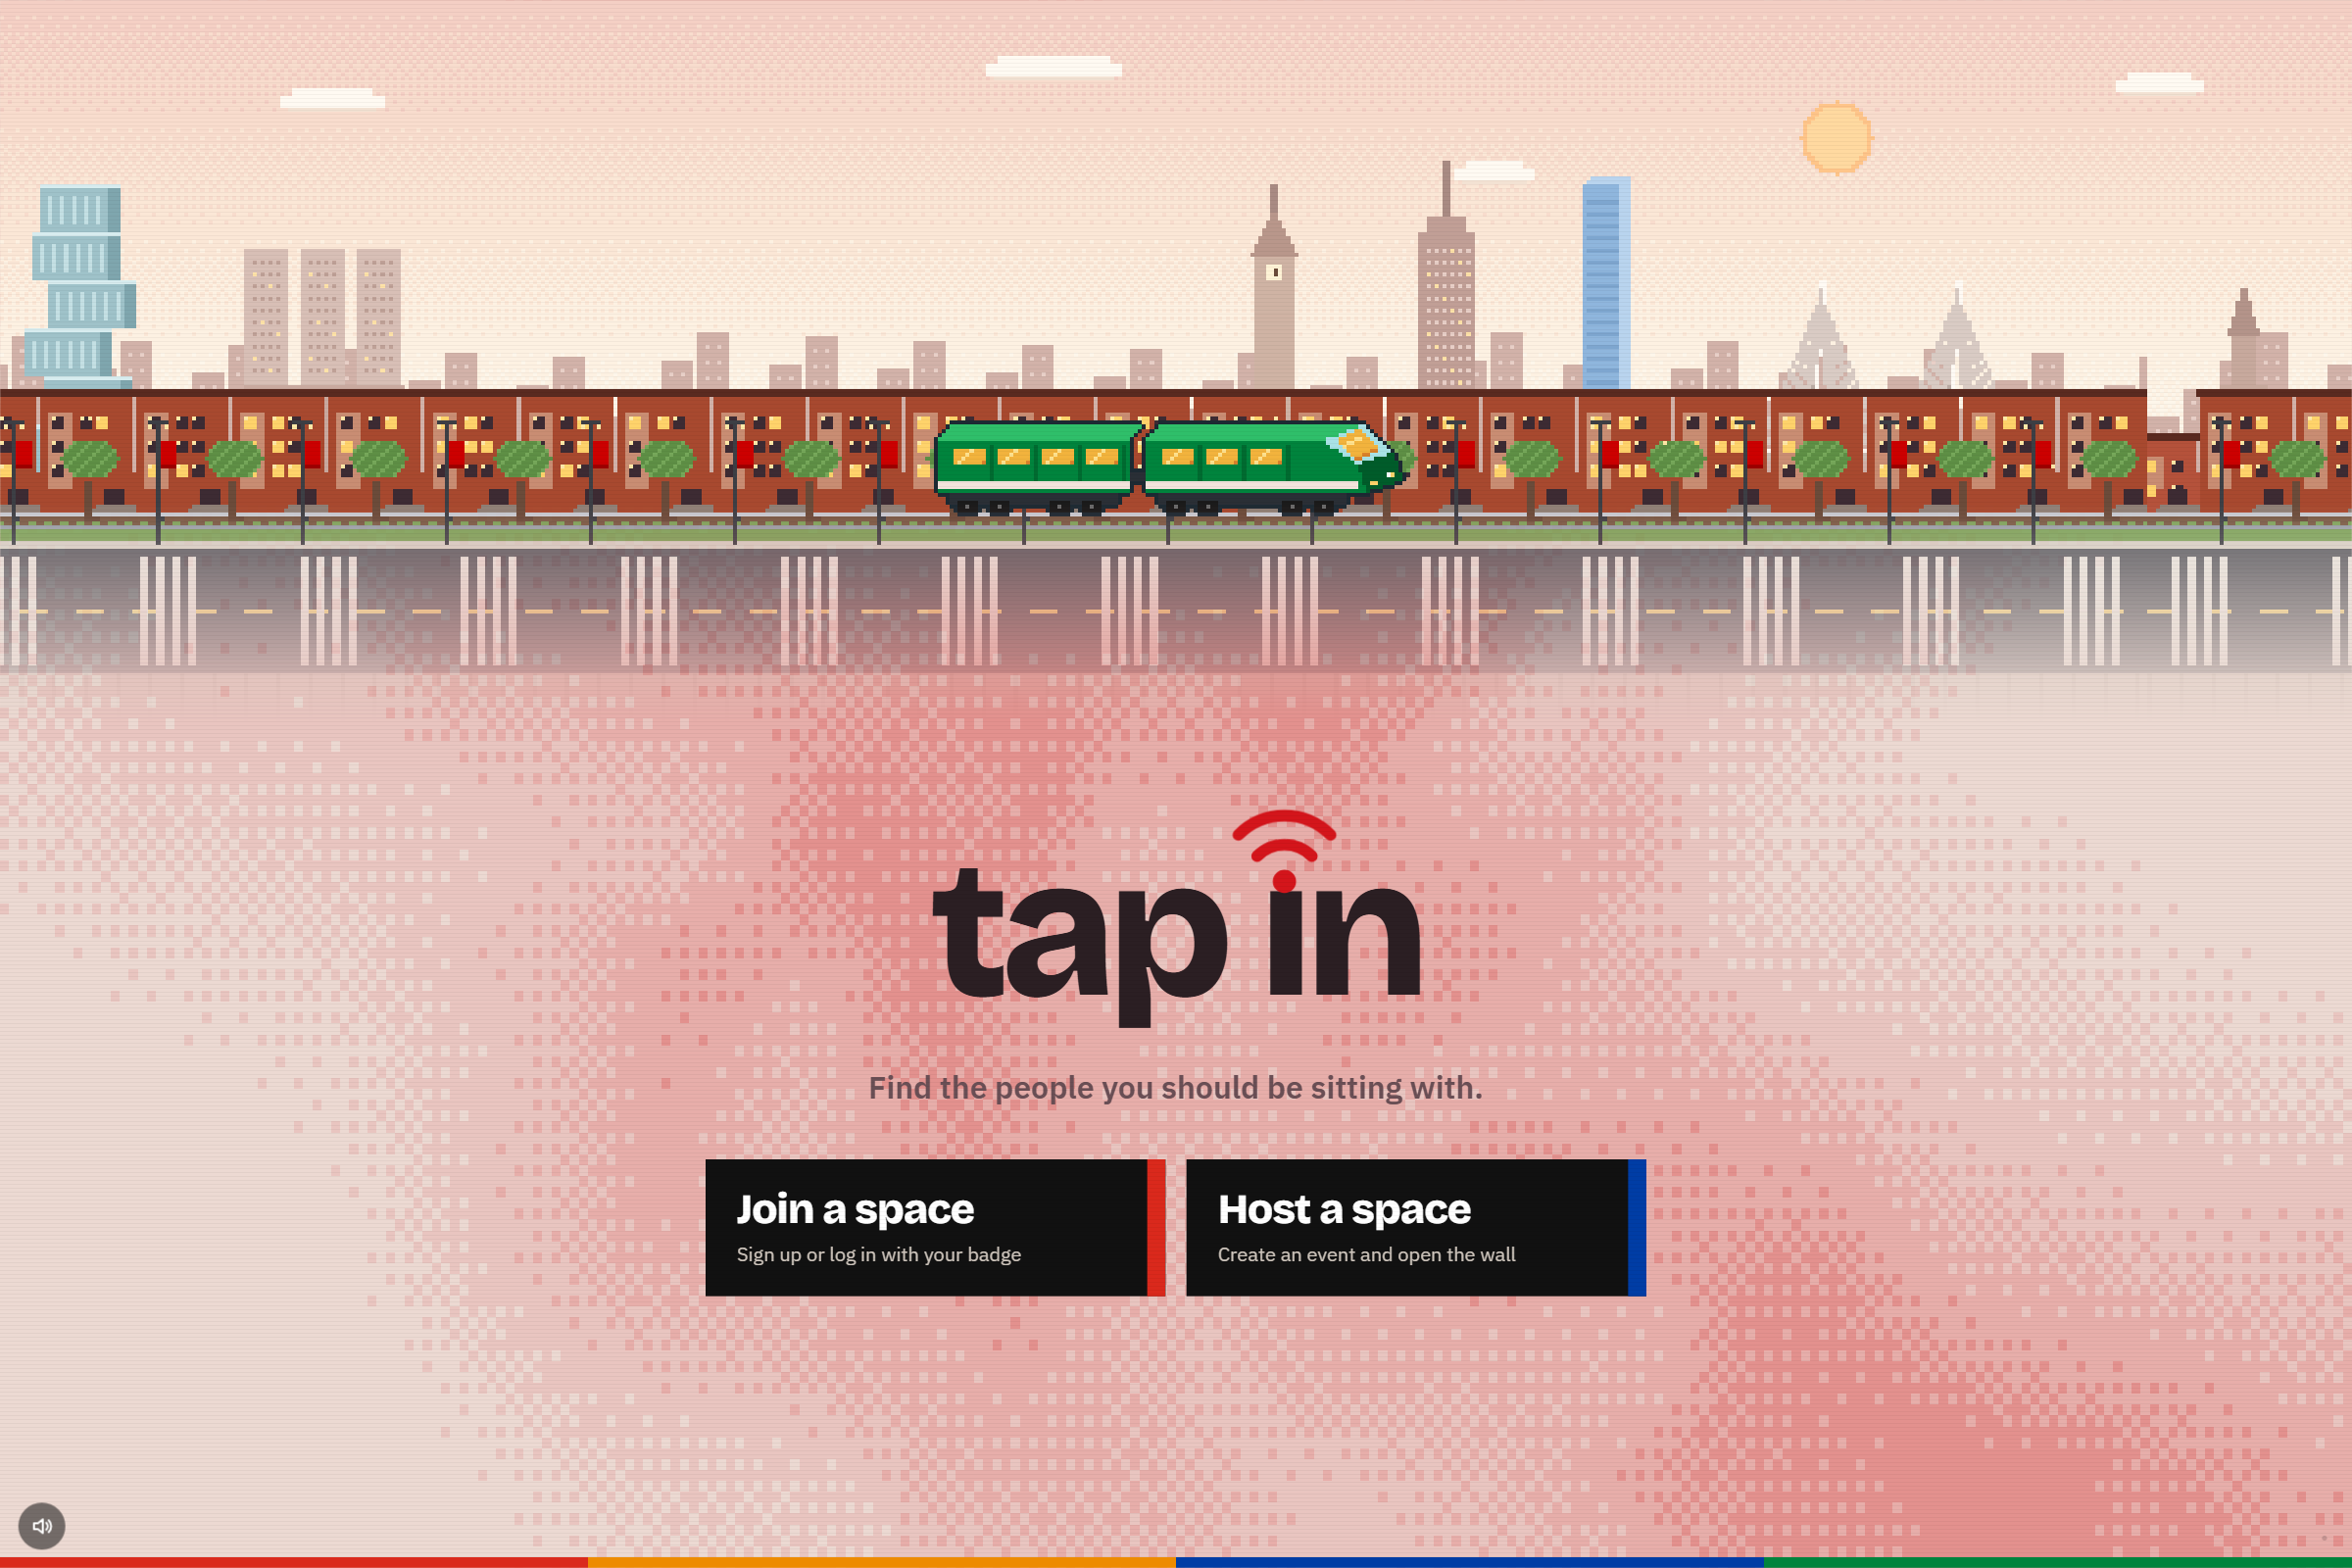 tap in
Find the people you should be sitting with.
Join a space
Sign up or log in with your badge
Host a space
Create an event and open the wall